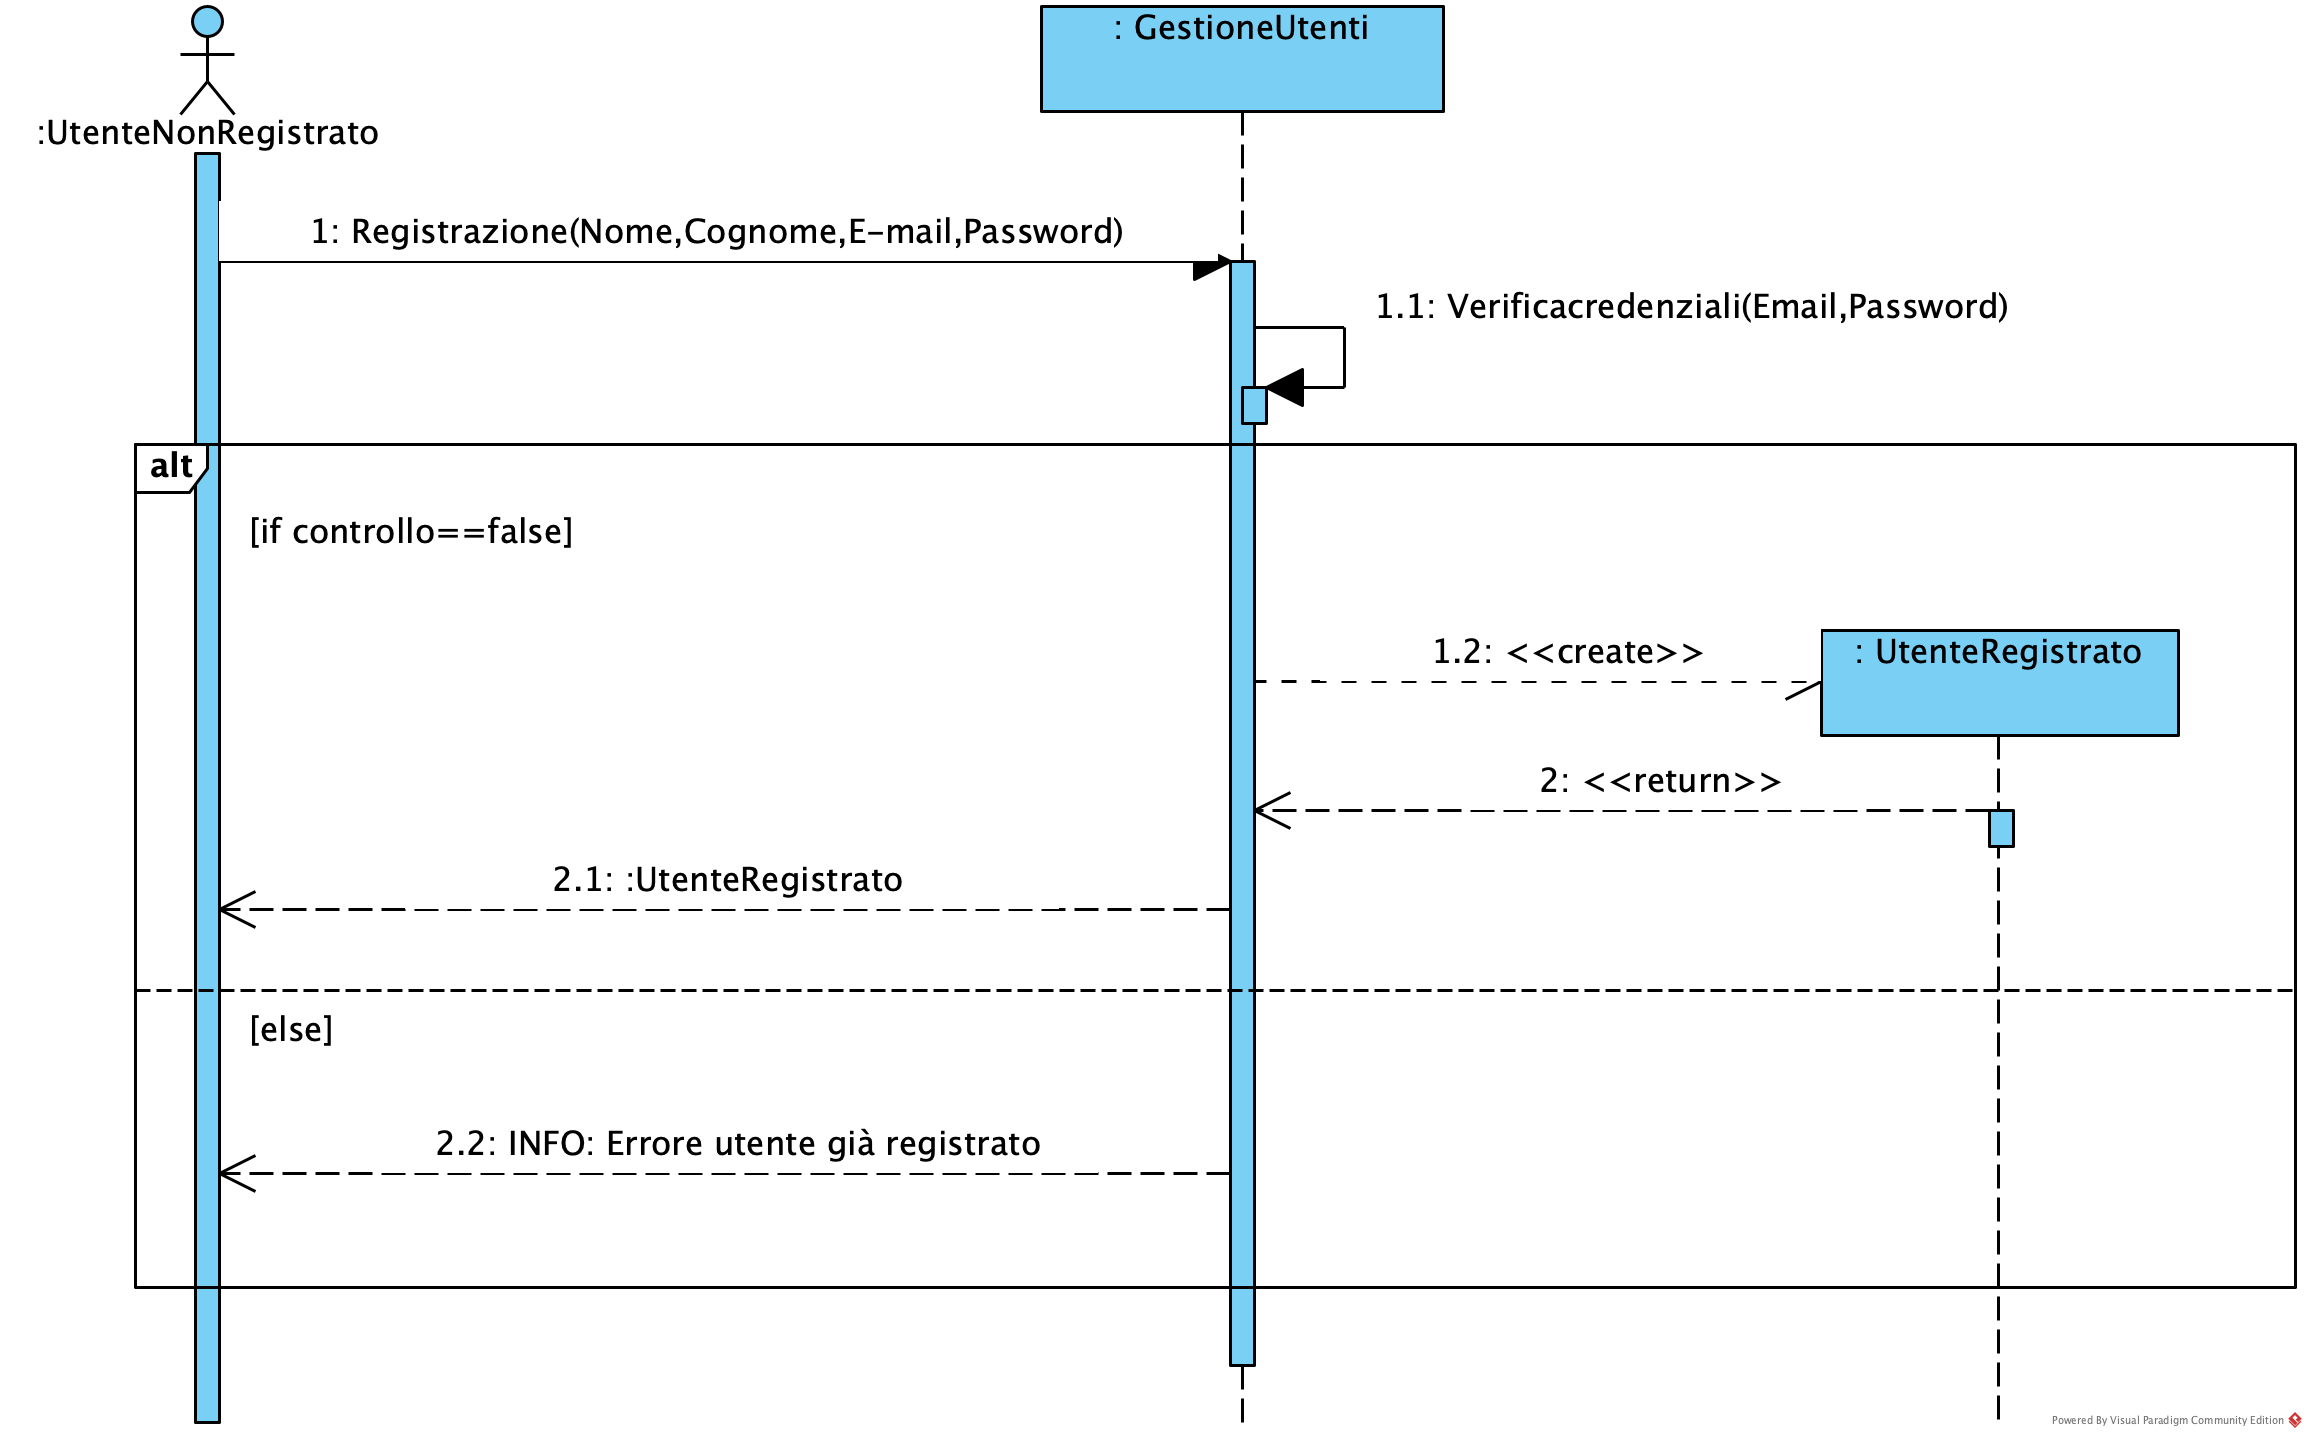 : GestioneUtenti
:UtenteNonRegistrato
1: Registrazione(Nome,Cognome,E-mail,Password)
1.1: Verificacredenziali(Email,Password)
alt
[if controllo==false]
1.2: <<create>>
: UtenteRegistrato
2: <<return>>
2.1: :UtenteRegistrato
[else]
2.2: INFO: Errore utente già registrato
Powered By Visual Paradigm Community Edition